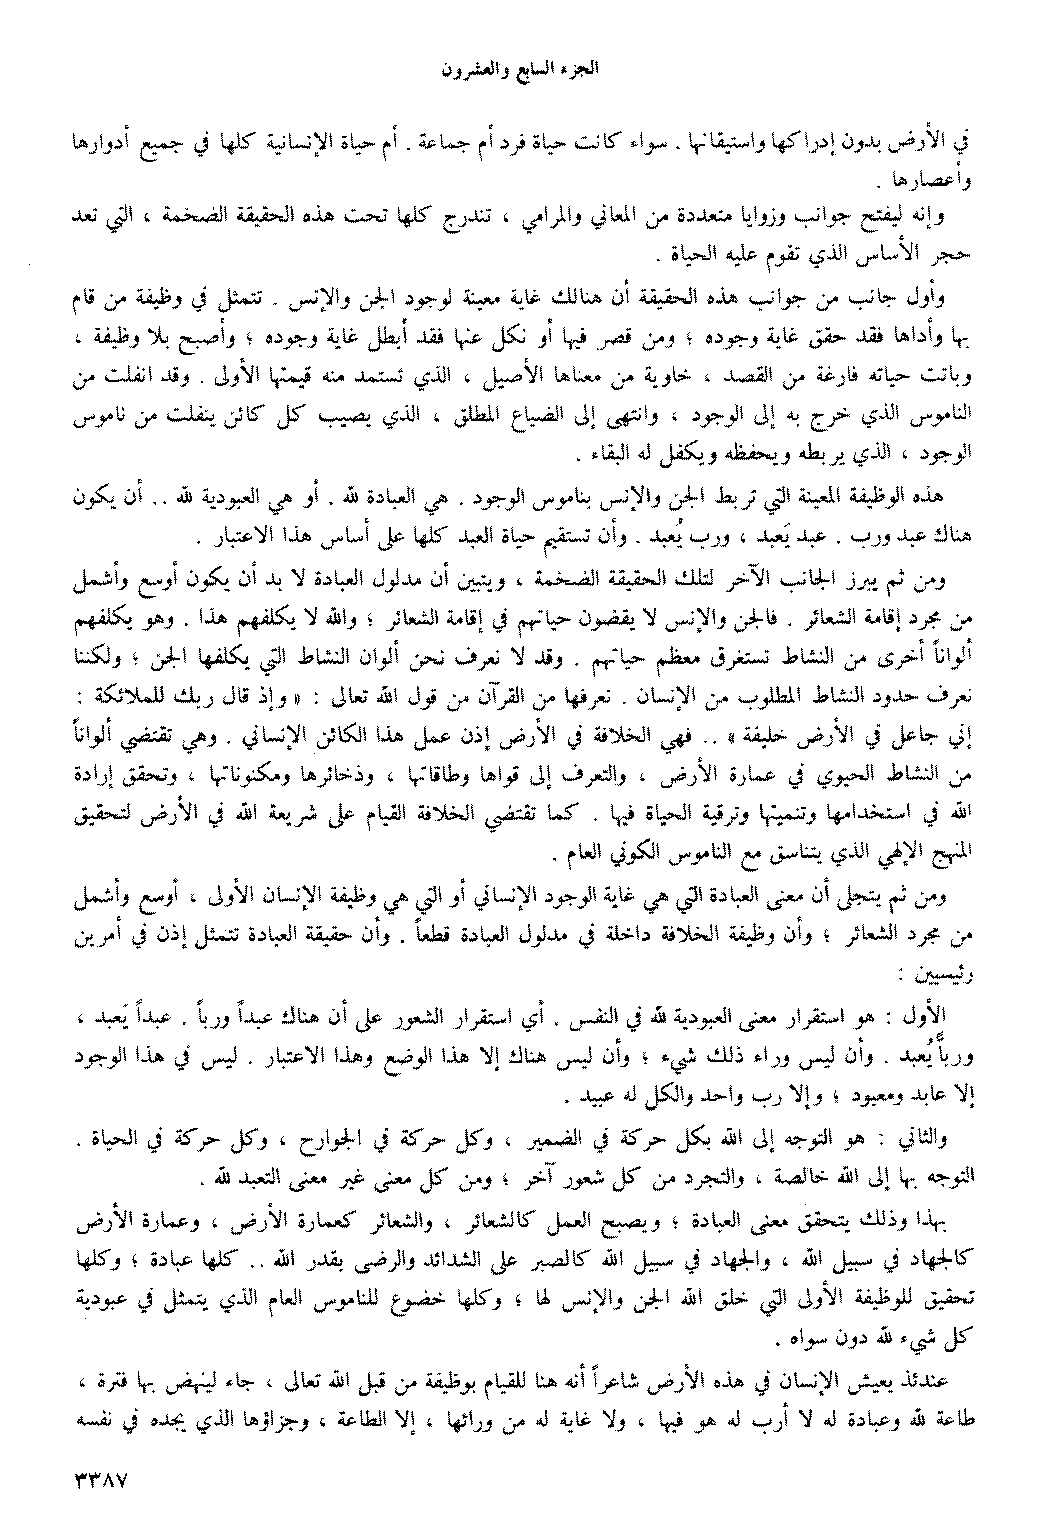 الجزء السابع والعشرون
في الأرض بدون إدراكها واستيقانها . سواء كانت حياة فرد أم جماعة . أم حياة الإنسانية كلها في جميع أدوارها
وأعصارها .
وإنه ليفتح جوانب وزوايا متعددة من المعاني والمرامي ، تندرج كلها تحت هذه الحقيقة الضخمة ، التي تعد
حجر الأساس الذي تقوم عليه الحياة .
وأول جانب من جوانب هذه الحقيقة أن هنالك غاية معينة لوجود الجن والإنس . تتمثل في وظيفة من قام
بها وأداها فقد حقق غاية وجوده ؛ ومن قصر فيها أو نكل عنها فقد أبطل غاية وجوده ؛ وأصبح بلا وظيفة ،
وباتت حياته فارغة من القصد ، خاوية من معناها الأصيل ، الذي تستمد منه قيمتها الأولى . وقد انفلت من
الناموس الذي خرج به إلى الوجود ، وانتهى إلى الضياع المطلق ، الذي يصيب كل كائن ينفلت من ناموس
الوجود ، الذي يربطه ويحفظه ويكفل له البقاء .
هذه الوظيفة المعينة التي تربط الجن والإنس بناموس الوجود . هي العبادة لله . أو هي العبودية لله .. أن يكون
هناك عبد ورب . عبد يَعبد ، ورب يُعبد . وأن تستقيم حياة العبد كلها على أساس هذا الاعتبار .
ومن ثم يبرز الجانب الآخر لتلك الحقيقة الضخمة ، ويتبين أن مدلول العبادة لا بد أن يكون أوسع وأشمل
من مجرد إقامة الشعائر . فالجن والإنس لا يقضون حياتهم في إقامة الشعائر ؛ والله لا يكلفهم هذا . وهو يكلفهم
ألواناً أخرى من النشاط تستغرق معظم حياتهم . وقد لا نعرف نحن ألوان النشاط التي يكلفها الجن ؛ ولكننا
نعرف حدود النشاط المطلوب من الإنسان . نعرفها من القرآن من قول الله تعالى : « وإذ قال ربك للملائكة :
إني جاعل في الأرض خليفة » .. فهي الخلافة في الأرض إذن عمل هذا الكائن الإنساني . وهي تقتضي ألواناً
من النشاط الحيوي في عمارة الأرض ، والتعرف إلى قواها وطاقاتها ، وذخائرها ومكنوناتها ، وتحقق إرادة
الله في استخدامها وتنميتها وترقية الحياة فيها . كما تقتضي الخلافة القيام على شريعة الله في الأرض لتحقيق
المنهج الإلهي الذي يتناسق مع الناموس الكوني العام .
ومن ثم يتجلى أن معنى العبادة التي هي غاية الوجود الإنساني أو التي هي وظيفة الإنسان الأولى ، أوسع وأشمل
من مجرد الشعائر ؛ وأن وظيفة الخلافة داخلة في مدلول العبادة قطعاً . وأن حقيقة العبادة تتمثل إذن في أمرين
رئيسيين :
الأول : هو استقرار معنى العبودية لله في النفس . أي استقرار الشعور على أن هناك عبداً ورباً . عبداً يَعبد ،
ورباً يُعبد . وأن ليس وراء ذلك شيء ؛ وأن ليس هناك إلا هذا الوضع وهذا الاعتبار . ليس في هذا الوجود
إلا عابد ومعبود ؛ وإلا رب واحد والكل له عبيد .
والثاني : هو التوجه إلى الله بكل حركة في الضمير ، وكل حركة في الجوارح ، وكل حركة في الحياة .
التوجه بها إلى الله خالصة ، والتجرد من كل شعور آخر ؛ ومن كل معنى غير معنى التعبد لله .
بهذا وذلك يتحقق معنى العبادة ؛ ويصبح العمل كالشعائر ، والشعائر كعمارة الأرض ، وعمارة الأرض
كالجهاد في سبيل الله ، والجهاد في سبيل الله كالصبر على الشدائد والرضى بقدر الله .. كلها عبادة ؛ وكلها
تحقيق للوظيفة الأولى التي خلق الله الجن والإنس لها ؛ وكلها خضوع للناموس العام الذي يتمثل في عبودية
كل شيء لله دون سواه .
عندئذ يعيش الإنسان في هذه الأرض شاعراً أنه هنا للقيام بوظيفة من قبل الله تعالى ، جاء لينهض بها فترة ،
طاعة لله وعبادة له لا أرب له هو فيها ، ولا غاية له من ورائها ، إلا الطاعة ، وجزاؤها الذي يجده في نفسه
٣٣٨٧